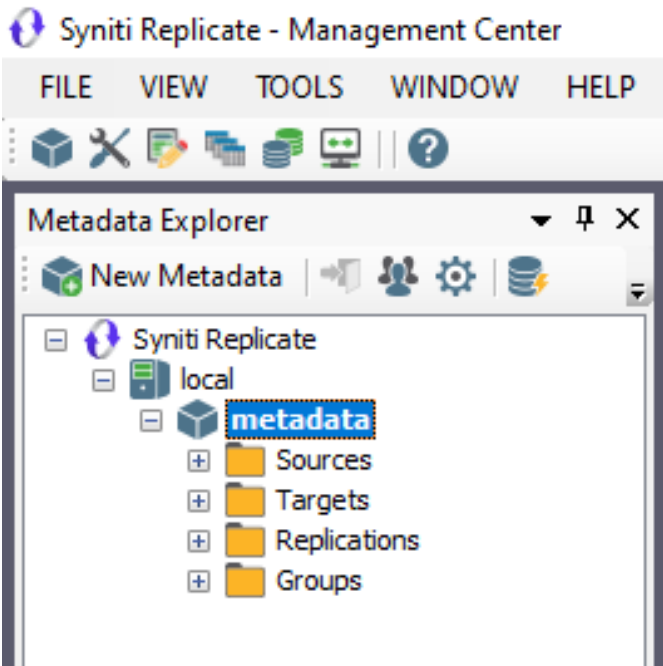 Syniti Replicate - Management Center
FILE VIEW TOOLS WINDOW HELP
Metadata Explorer
New Metadata
Syniti Replicate
local
metadata
Sources
Targets
Replications
Groups